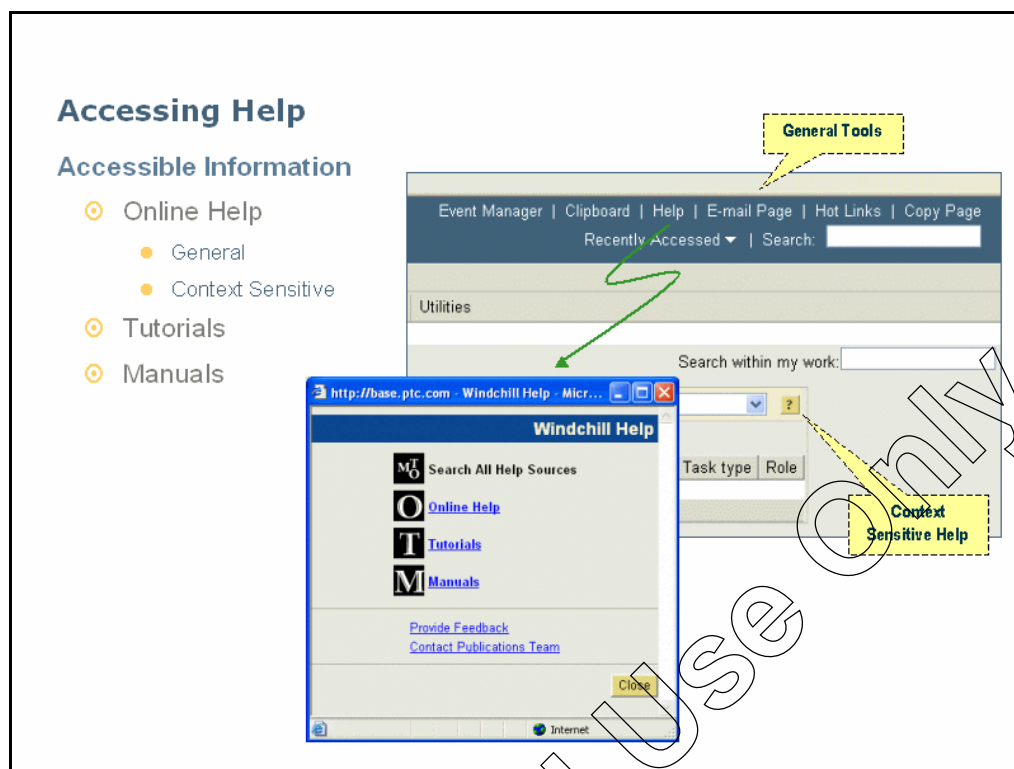 Accessing Help
Accessible Information
Online Help
General
Context Sensitive
Tutorials
Manuals
General Tools
Event Manager | Clipboard | Help | E-mail Page | Hot Links | Copy Page
Recently Accessed | Search:
Utilities
Search within my work:
?
Task type Role
Context
Sensitive Help
http://base.ptc.com - Windchill Help - Micr...
Windchill Help
MTO Search All Help Sources
O Online Help
T Tutorials
M Manuals
Provide Feedback
Contact Publications Team
Close
Internet
Use Only